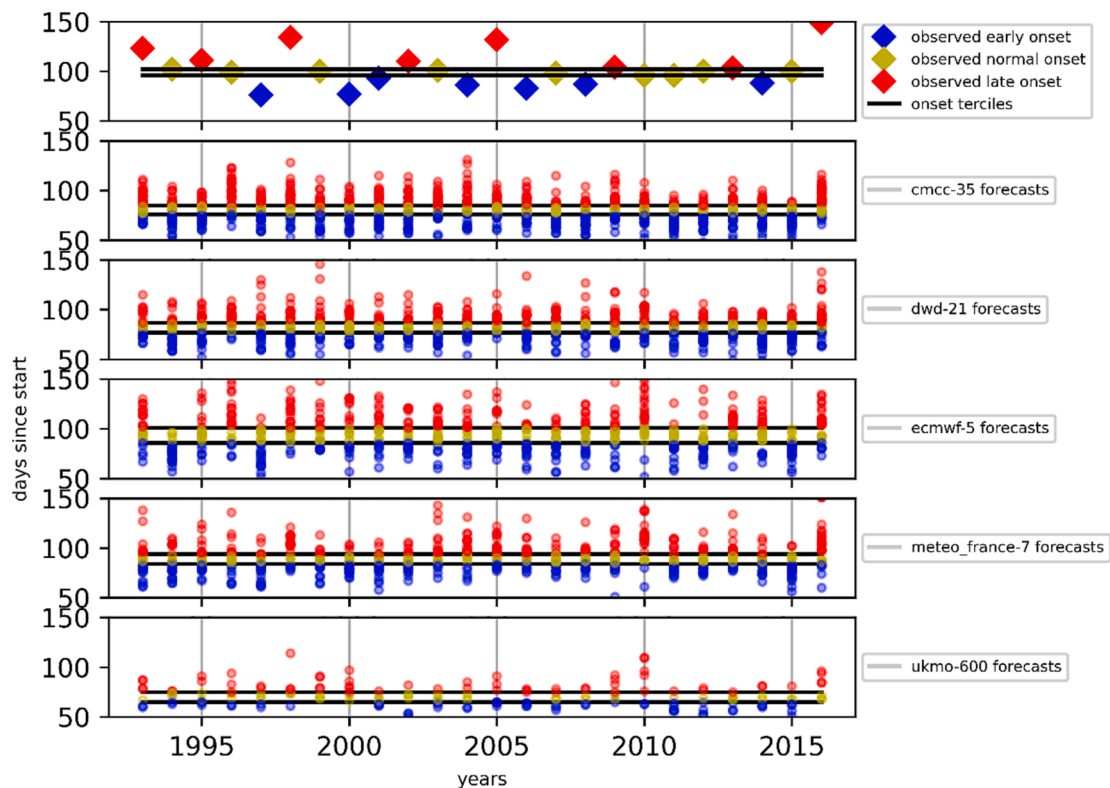 150
100
50
observed early onset
observed normal onset
observed late onset
onset terciles
150
100
50
cmcc-35 forecasts
150
100
50
dwd-21 forecasts
150
100
50
ecmwf-5 forecasts
150
100
50
meteo_france-7 forecasts
150
100
50
ukmo-600 forecasts
days since start
1995 2000 2005 2010 2015
years